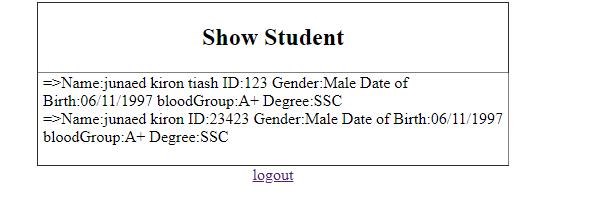 Show Student
=>Name:junaed kiron tiash ID:123 Gender:Male Date of
Birth:06/11/1997 bloodGroup:A+ Degree:SSC
=>Name:junaed kiron ID:23423 Gender:Male Date of Birth:06/11/1997
bloodGroup:A+ Degree:SSC
logout